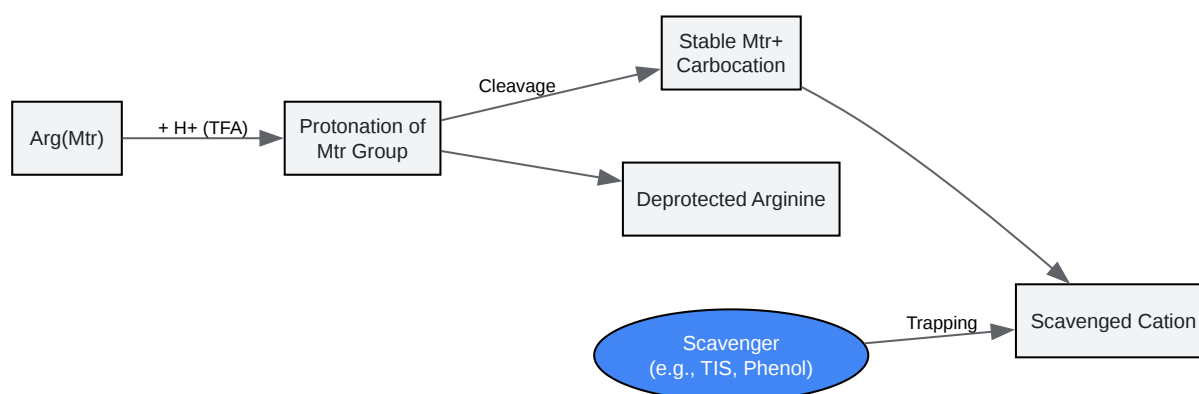 Arg(Mtr)
+ H+ (TFA)
Protonation of
Mtr Group
Cleavage
Stable Mtr+
Carbocation
Deprotected Arginine
Scavenger
(e.g., TIS, Phenol)
Trapping
Scavenged Cation